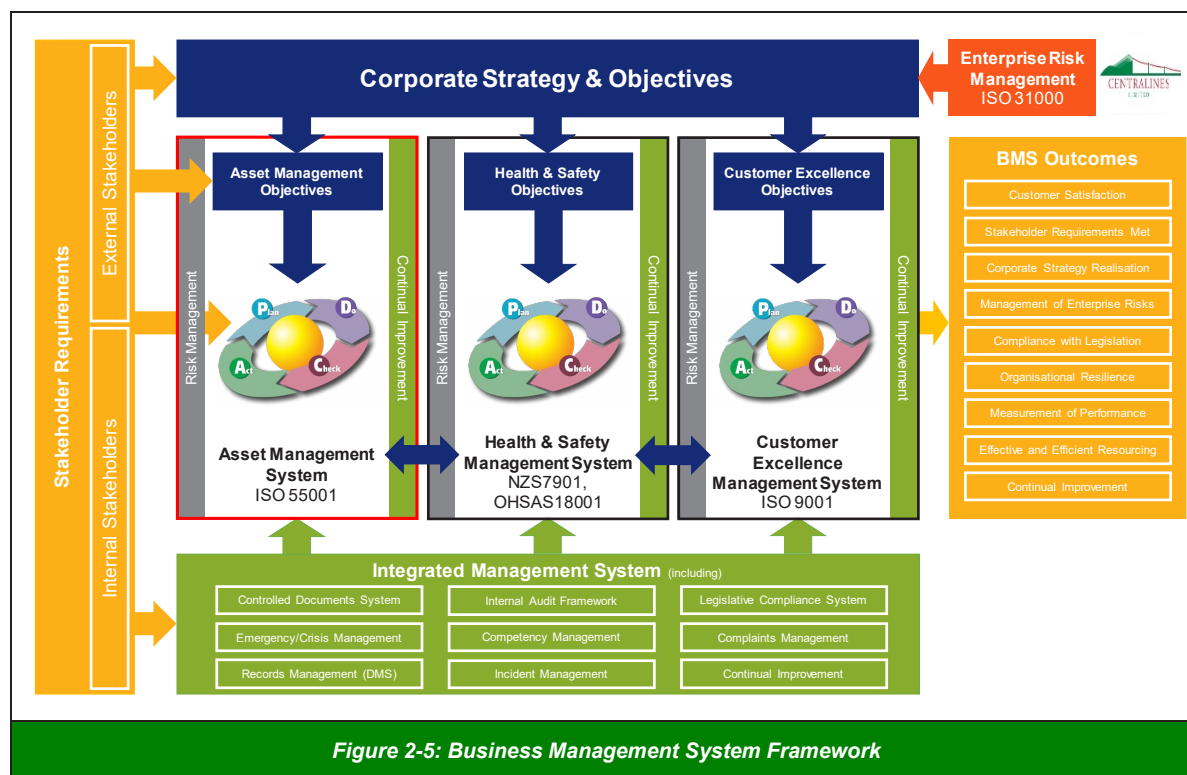 Stakeholder Requirements
External Stakeholders
Internal Stakeholders
Corporate Strategy & Objectives
Enterprise Risk
Management
ISO 31000
CENTRALINES
LIMITED
Risk Management
Asset Management
Objectives
Continual Improvement
Plan
Do
Act
Check
Asset Management
System
ISO 55001
Risk Management
Health & Safety
Objectives
Continual Improvement
Plan
Do
Act
Check
Health & Safety
Management System
NZS7901,
OHSAS18001
Risk Management
Customer Excellence
Objectives
Continual Improvement
Plan
Do
Act
Check
Customer
Excellence
Management System
ISO 9001
BMS Outcomes
Customer Satisfaction
Stakeholder Requirements Met
Corporate Strategy Realisation
Management of Enterprise Risks
Compliance with Legislation
Organisational Resilience
Measurement of Performance
Effective and Efficient Resourcing
Continual Improvement
Integrated Management System (including)
Controlled Documents System
Internal Audit Framework
Legislative Compliance System
Emergency/Crisis Management
Competency Management
Complaints Management
Records Management (DMS)
Incident Management
Continual Improvement
Figure 2-5: Business Management System Framework